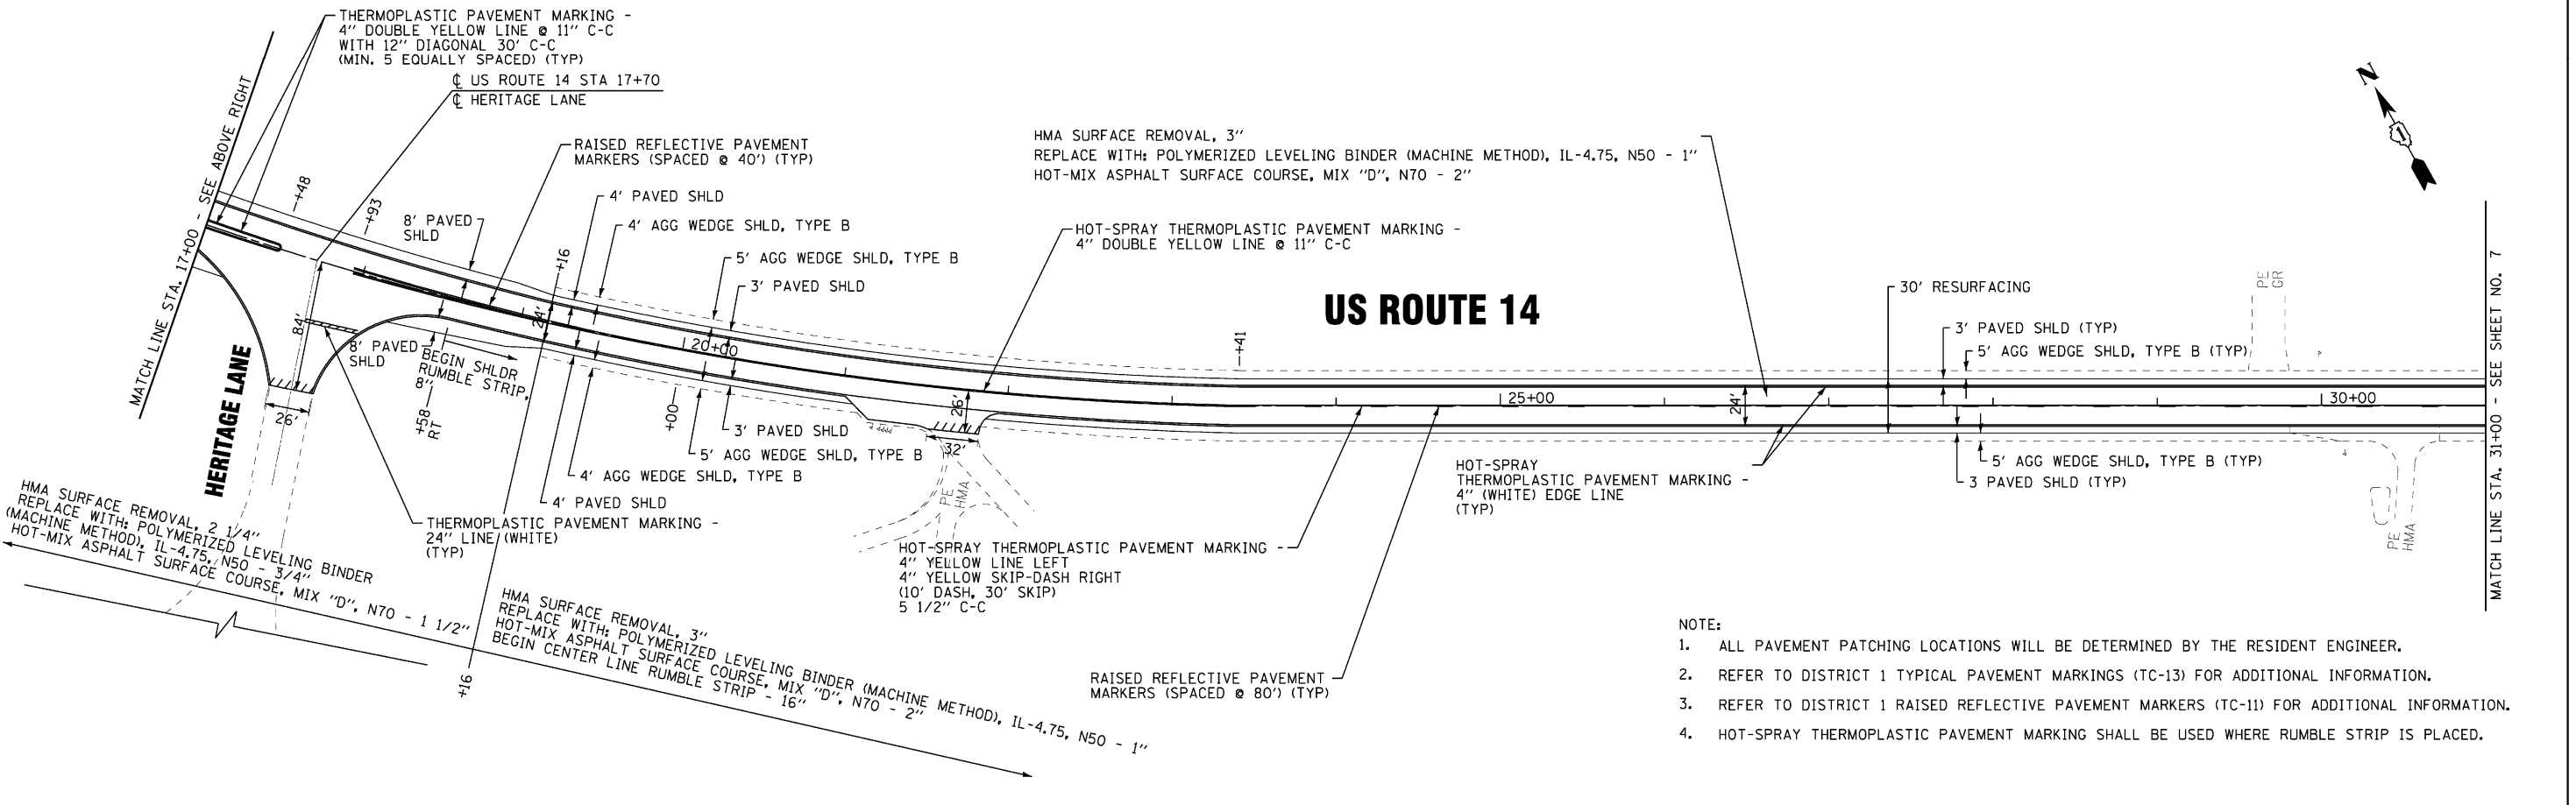 THERMOPLASTIC PAVEMENT MARKING -
4" DOUBLE YELLOW LINE @ 11" C-C
WITH 12" DIAGONAL 30' C-C
(MIN. 5 EQUALLY SPACED) (TYP)
℄ US ROUTE 14 STA 17+70
℄ HERITAGE LANE
MATCH LINE STA. 17+00 - SEE ABOVE RIGHT
+48
+93
RAISED REFLECTIVE PAVEMENT
MARKERS (SPACED @ 40') (TYP)
8' PAVED
SHLD
+16
4' PAVED SHLD
4' AGG WEDGE SHLD, TYPE B
5' AGG WEDGE SHLD, TYPE B
3' PAVED SHLD
HMA SURFACE REMOVAL, 3"
REPLACE WITH: POLYMERIZED LEVELING BINDER (MACHINE METHOD), IL-4.75, N50 - 1"
HOT-MIX ASPHALT SURFACE COURSE, MIX "D", N70 - 2"
HOT-SPRAY THERMOPLASTIC PAVEMENT MARKING -
4" DOUBLE YELLOW LINE @ 11" C-C
US ROUTE 14
N
1
30' RESURFACING
3' PAVED SHLD (TYP)
5' AGG WEDGE SHLD, TYPE B (TYP)
PE
GR
MATCH LINE STA. 31+00 - SEE SHEET NO. 7
84'
24'
20+00
+41
24'
25+00
30+00
HERITAGE LANE
26'
8' PAVED
SHLD
BEGIN SHLDR
RUMBLE STRIP,
8"
+58
RT
+00
26'
32'
PE
HMA
3' PAVED SHLD
5' AGG WEDGE SHLD, TYPE B
4' AGG WEDGE SHLD, TYPE B
4' PAVED SHLD
THERMOPLASTIC PAVEMENT MARKING -
24" LINE (WHITE)
(TYP)
HOT-SPRAY THERMOPLASTIC PAVEMENT MARKING -
4" YELLOW LINE LEFT
4" YELLOW SKIP-DASH RIGHT
(10' DASH, 30' SKIP)
5 1/2" C-C
HOT-SPRAY
THERMOPLASTIC PAVEMENT MARKING -
4" (WHITE) EDGE LINE
(TYP)
5' AGG WEDGE SHLD, TYPE B (TYP)
3 PAVED SHLD (TYP)
PE
HMA
RAISED REFLECTIVE PAVEMENT
MARKERS (SPACED @ 80') (TYP)
HMA SURFACE REMOVAL, 2 1/4"
REPLACE WITH: POLYMERIZED LEVELING BINDER
(MACHINE METHOD), IL-4.75, N50 - 3/4"
HOT-MIX ASPHALT SURFACE COURSE, MIX "D", N70 - 1 1/2"
+16
HMA SURFACE REMOVAL, 3"
REPLACE WITH: POLYMERIZED LEVELING BINDER (MACHINE METHOD), IL-4.75, N50 - 1"
HOT-MIX ASPHALT SURFACE COURSE, MIX "D", N70 - 2"
BEGIN CENTER LINE RUMBLE STRIP - 16"
NOTE:
1. ALL PAVEMENT PATCHING LOCATIONS WILL BE DETERMINED BY THE RESIDENT ENGINEER.
2. REFER TO DISTRICT 1 TYPICAL PAVEMENT MARKINGS (TC-13) FOR ADDITIONAL INFORMATION.
3. REFER TO DISTRICT 1 RAISED REFLECTIVE PAVEMENT MARKERS (TC-11) FOR ADDITIONAL INFORMATION.
4. HOT-SPRAY THERMOPLASTIC PAVEMENT MARKING SHALL BE USED WHERE RUMBLE STRIP IS PLACED.